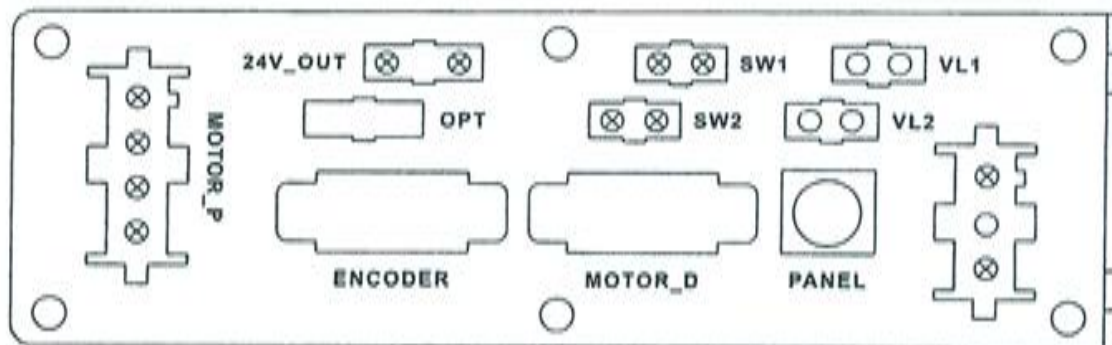 24V_OUT
SW1
VL1
OPT
SW2
VL2
MOTOR_P
ENCODER
MOTOR_D
PANEL